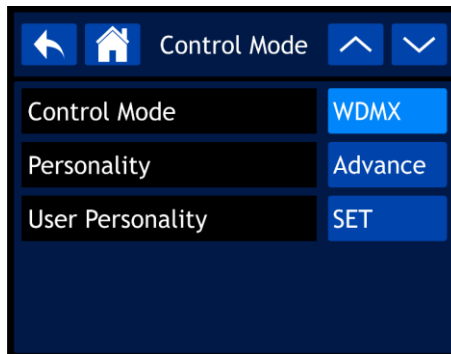 Control Mode
Control Mode WDMX
Personality Advance
User Personality SET